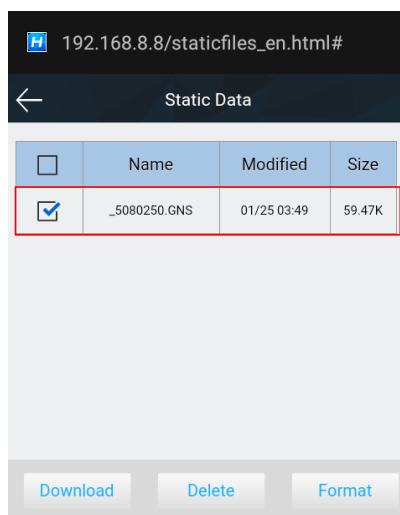 H 192.168.8.8/staticfiles_en.html#
Static Data
Name Modified Size
_5080250.GNS 01/25 03:49 59.47K
Download Delete Format